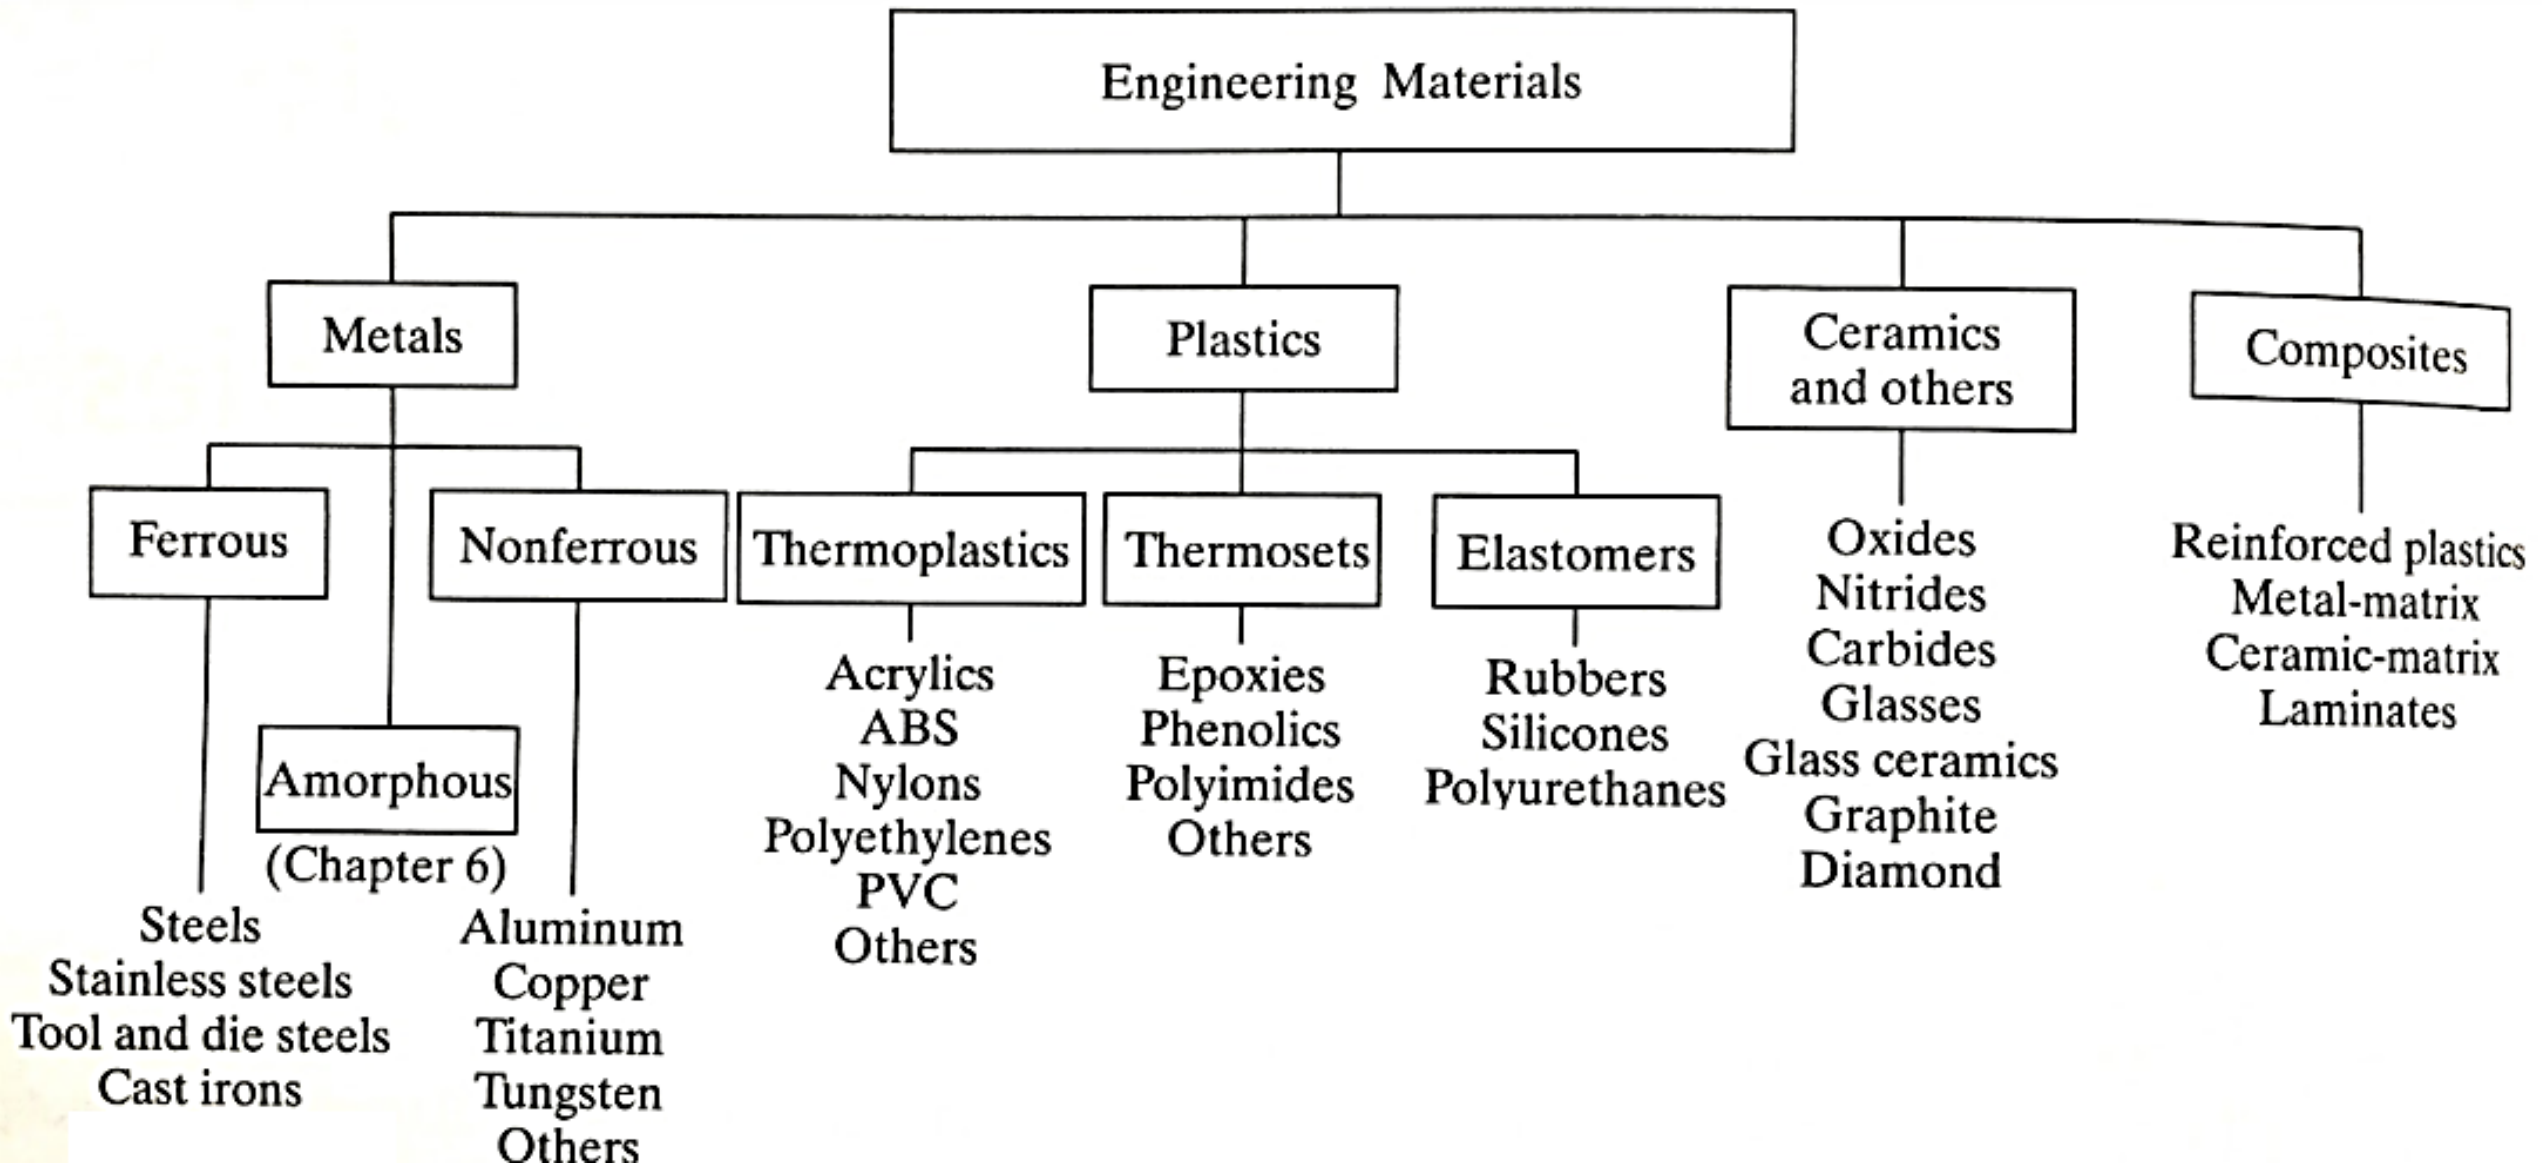 Engineering Materials
Metals
Plastics
Ceramics
and others
Composites
Ferrous
Nonferrous
Thermoplastics
Thermosets
Elastomers
Amorphous
(Chapter 6)
Steels
Stainless steels
Tool and die steels
Cast irons
Aluminum
Copper
Titanium
Tungsten
Others
Acrylics
ABS
Nylons
Polyethylenes
PVC
Others
Epoxies
Phenolics
Polyimides
Others
Rubbers
Silicones
Polyurethanes
Oxides
Nitrides
Carbides
Glasses
Glass ceramics
Graphite
Diamond
Reinforced plastics
Metal-matrix
Ceramic-matrix
Laminates